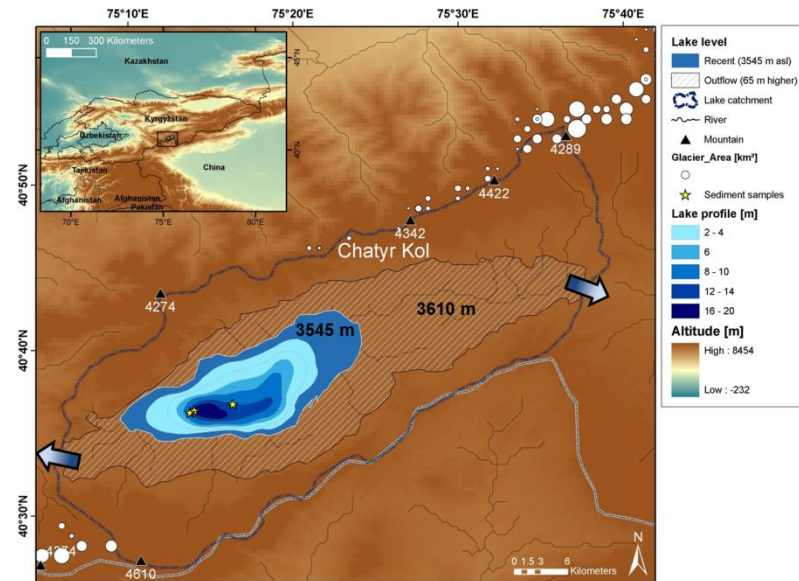 75°10'E 75°20'E 75°30'E 75°40'E
0 150 300 Kilometers
Kazakhstan
Kyrgyzstan
Uzbekistan
Tajikistan
China
Afghanistan
Afghanistan
Pakistan
45°N
40°N
70°E 75°E 80°E
40°50'N
40°40'N
40°30'N
4289
4422
4342
Chatyr Kol
4274
3610 m
3545 m
4274
4610
N
0 1.5 3 6
Kilometers
Lake level
Recent (3545 m asl)
Outflow (65 m higher)
Lake catchment
River
Mountain
Glacier_Area [km²]
Sediment samples
Lake profile [m]
2 - 4
6
8 - 10
12 - 14
16 - 20
Altitude [m]
High : 8454
Low : -232